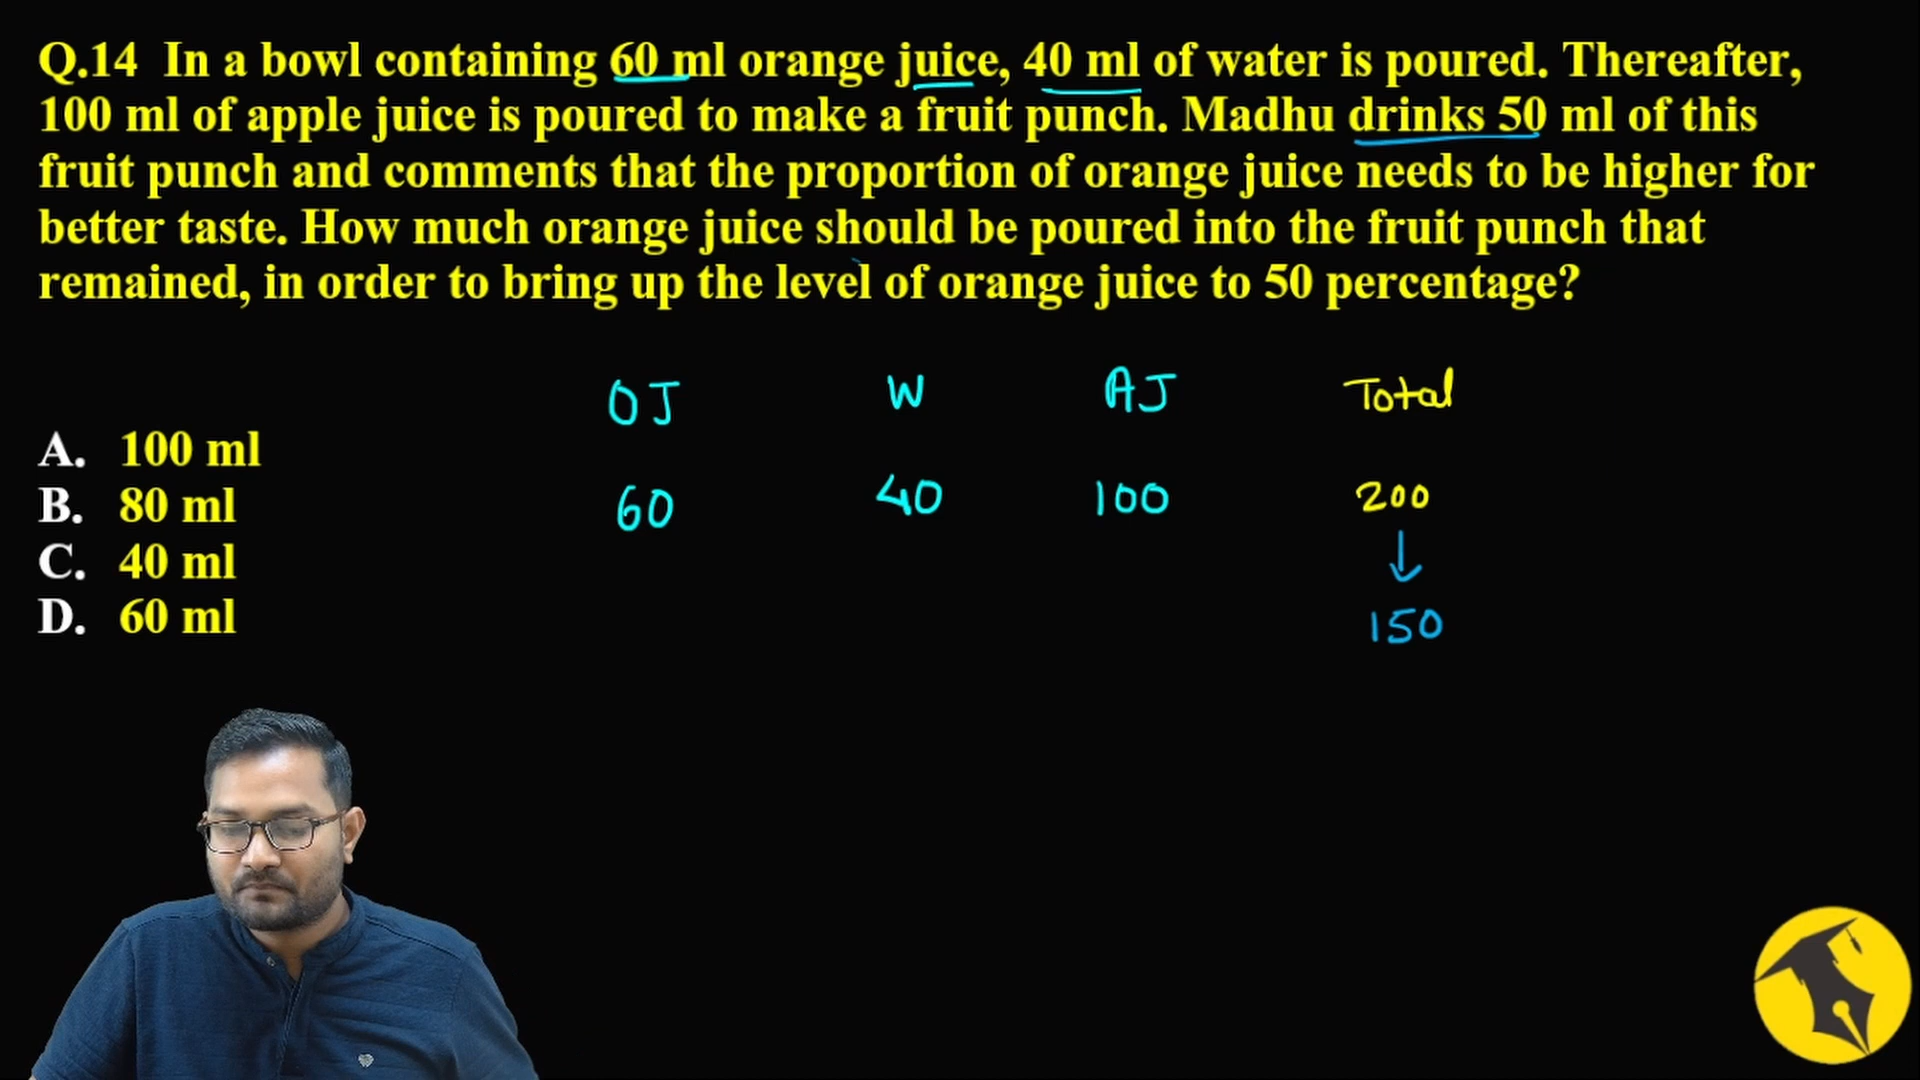 Q.14 In a bowl containing 60 ml orange juice, 40 ml of water is poured. Thereafter,
100 ml of apple juice is poured to make a fruit punch. Madhu drinks 50 ml of this
fruit punch and comments that the proportion of orange juice needs to be higher for
better taste. How much orange juice should be poured into the fruit punch that
remained, in order to bring up the level of orange juice to 50 percentage?
OJ W AJ Total
A. 100 ml
B. 80 ml
60 40 100 200
C. 40 ml
D. 60 ml
150